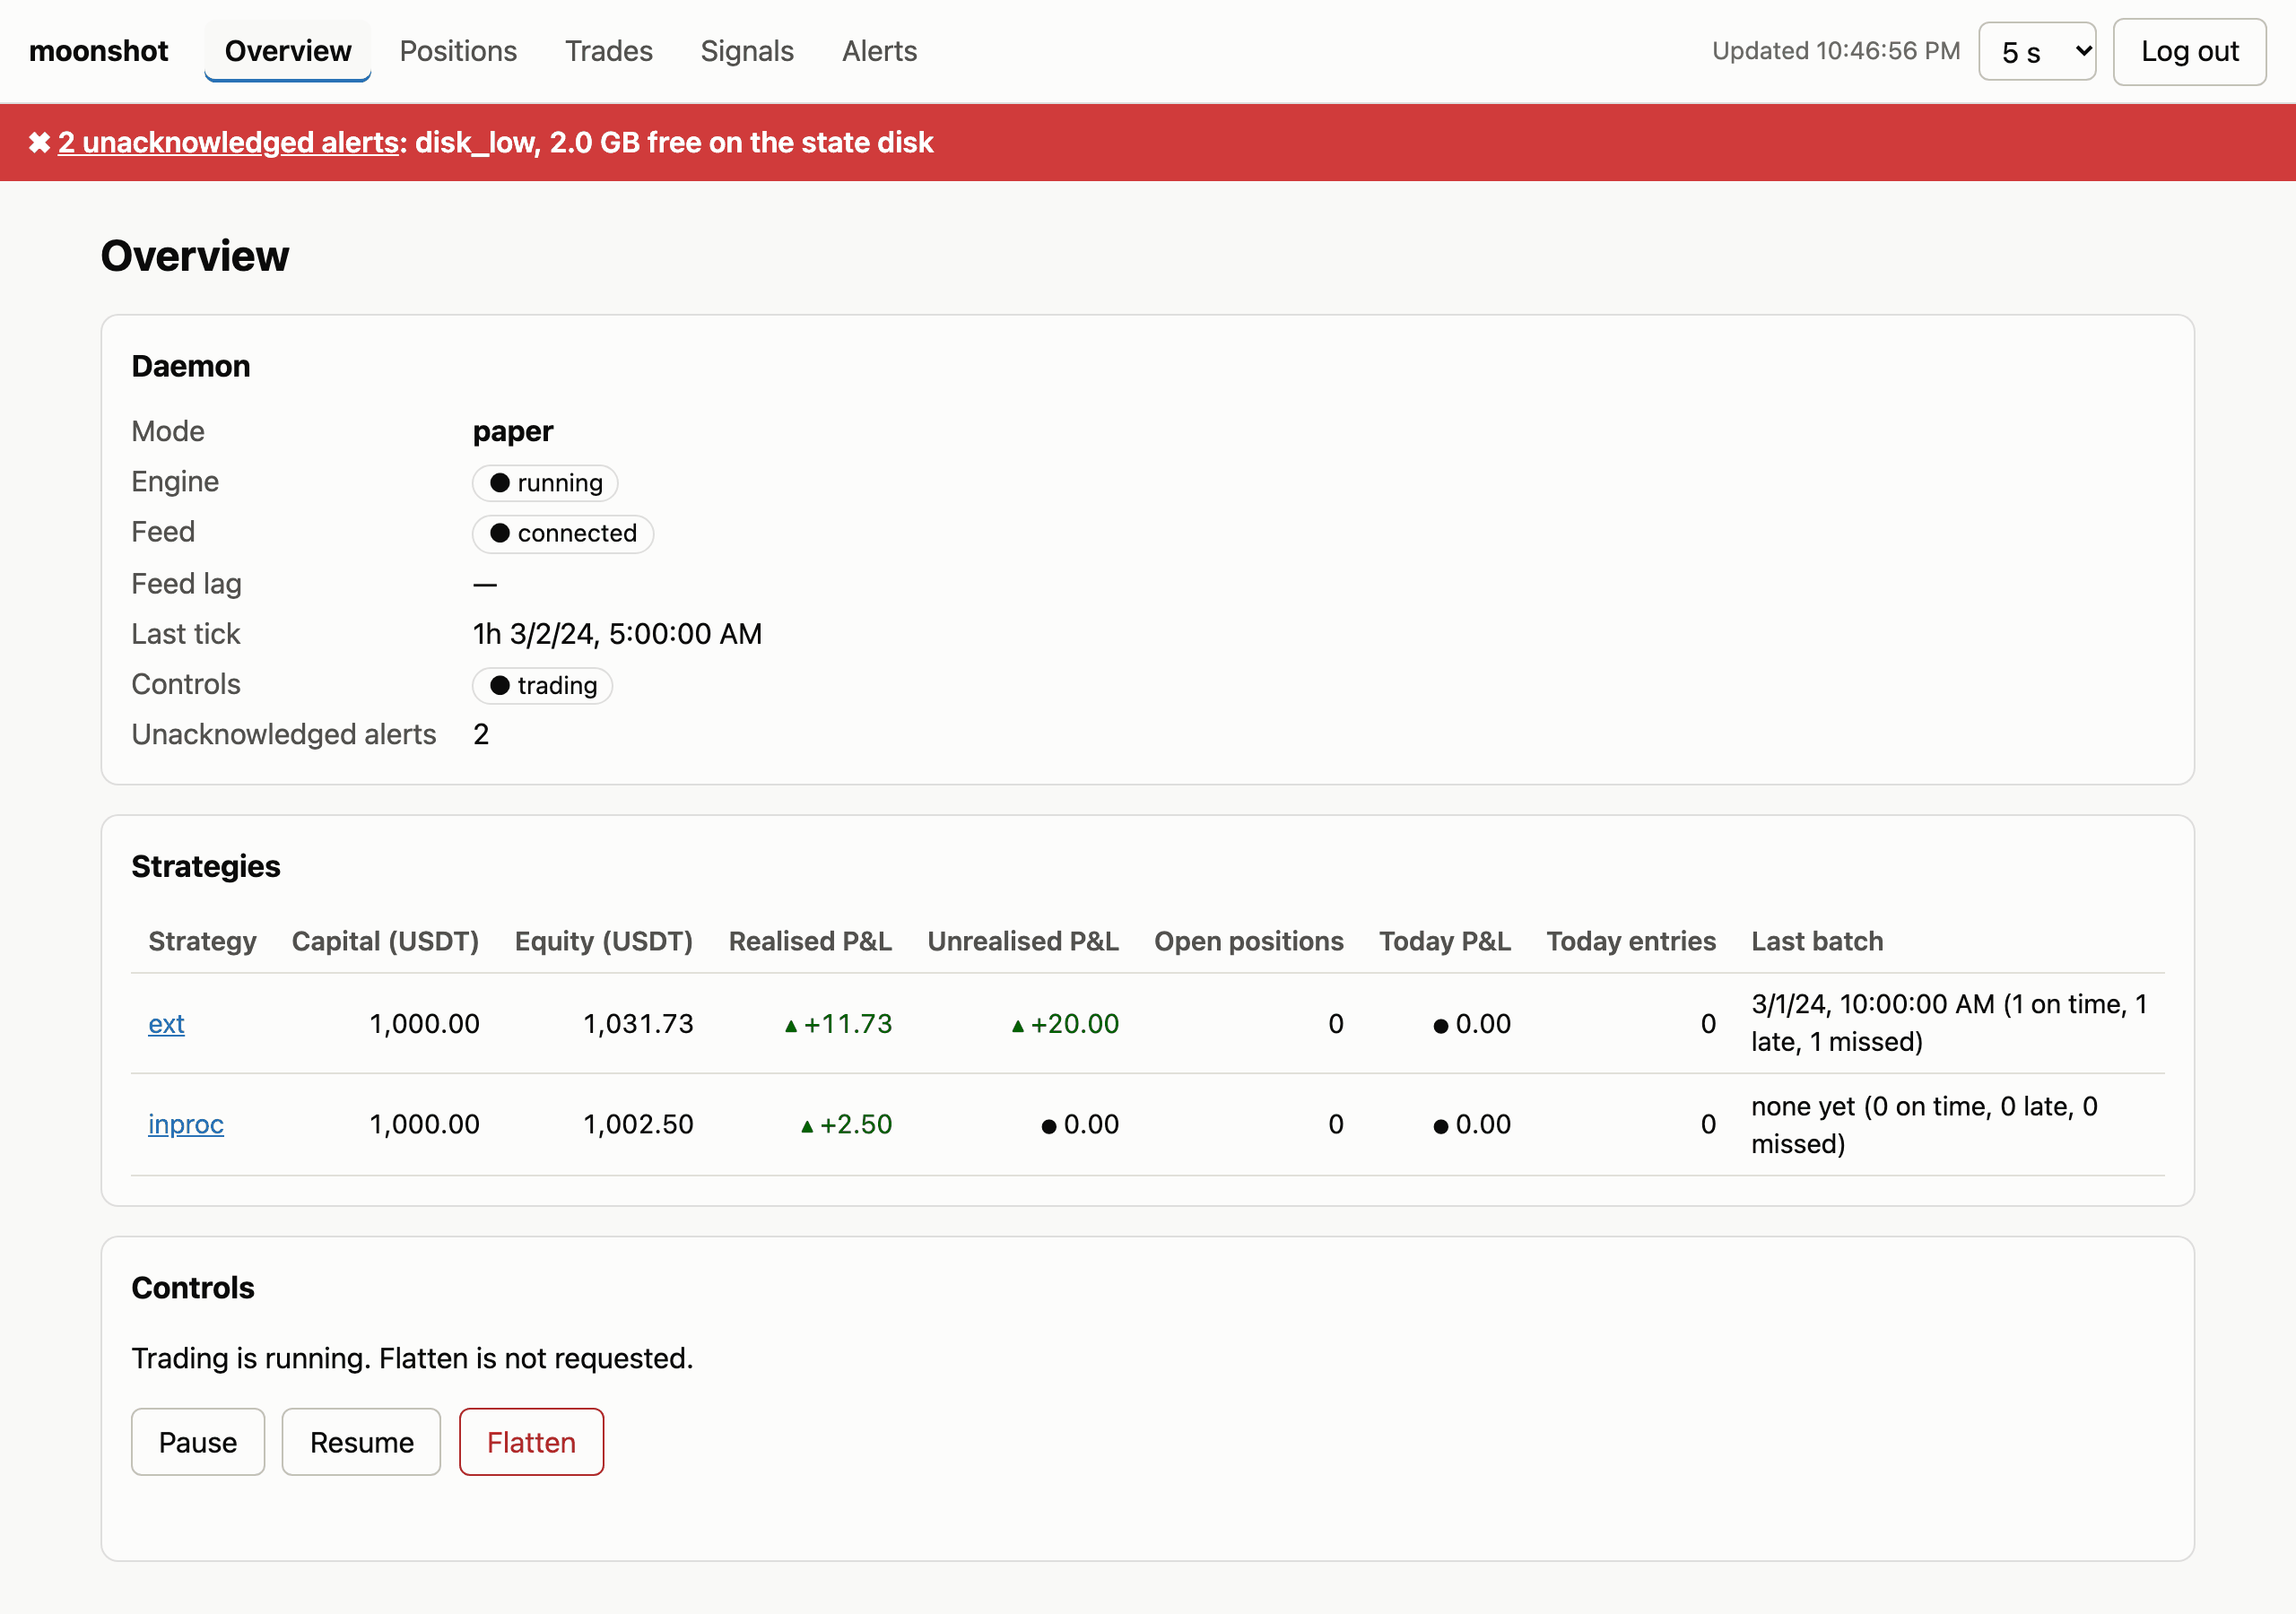 moonshot Overview Positions Trades Signals Alerts Updated 10:46:56 PM 5 s Log out
✖ 2 unacknowledged alerts: disk_low, 2.0 GB free on the state disk
Overview
Daemon
Mode paper
Engine ● running
Feed ● connected
Feed lag —
Last tick 1h 3/2/24, 5:00:00 AM
Controls ● trading
Unacknowledged alerts 2
Strategies
Strategy Capital (USDT) Equity (USDT) Realised P&L Unrealised P&L Open positions Today P&L Today entries Last batch
ext 1,000.00 1,031.73 ▲+11.73 ▲+20.00 0 ● 0.00 0 3/1/24, 10:00:00 AM (1 on time, 1
late, 1 missed)
inproc 1,000.00 1,002.50 ▲+2.50 ● 0.00 0 ● 0.00 0 none yet (0 on time, 0 late, 0
missed)
Controls
Trading is running. Flatten is not requested.
Pause Resume Flatten